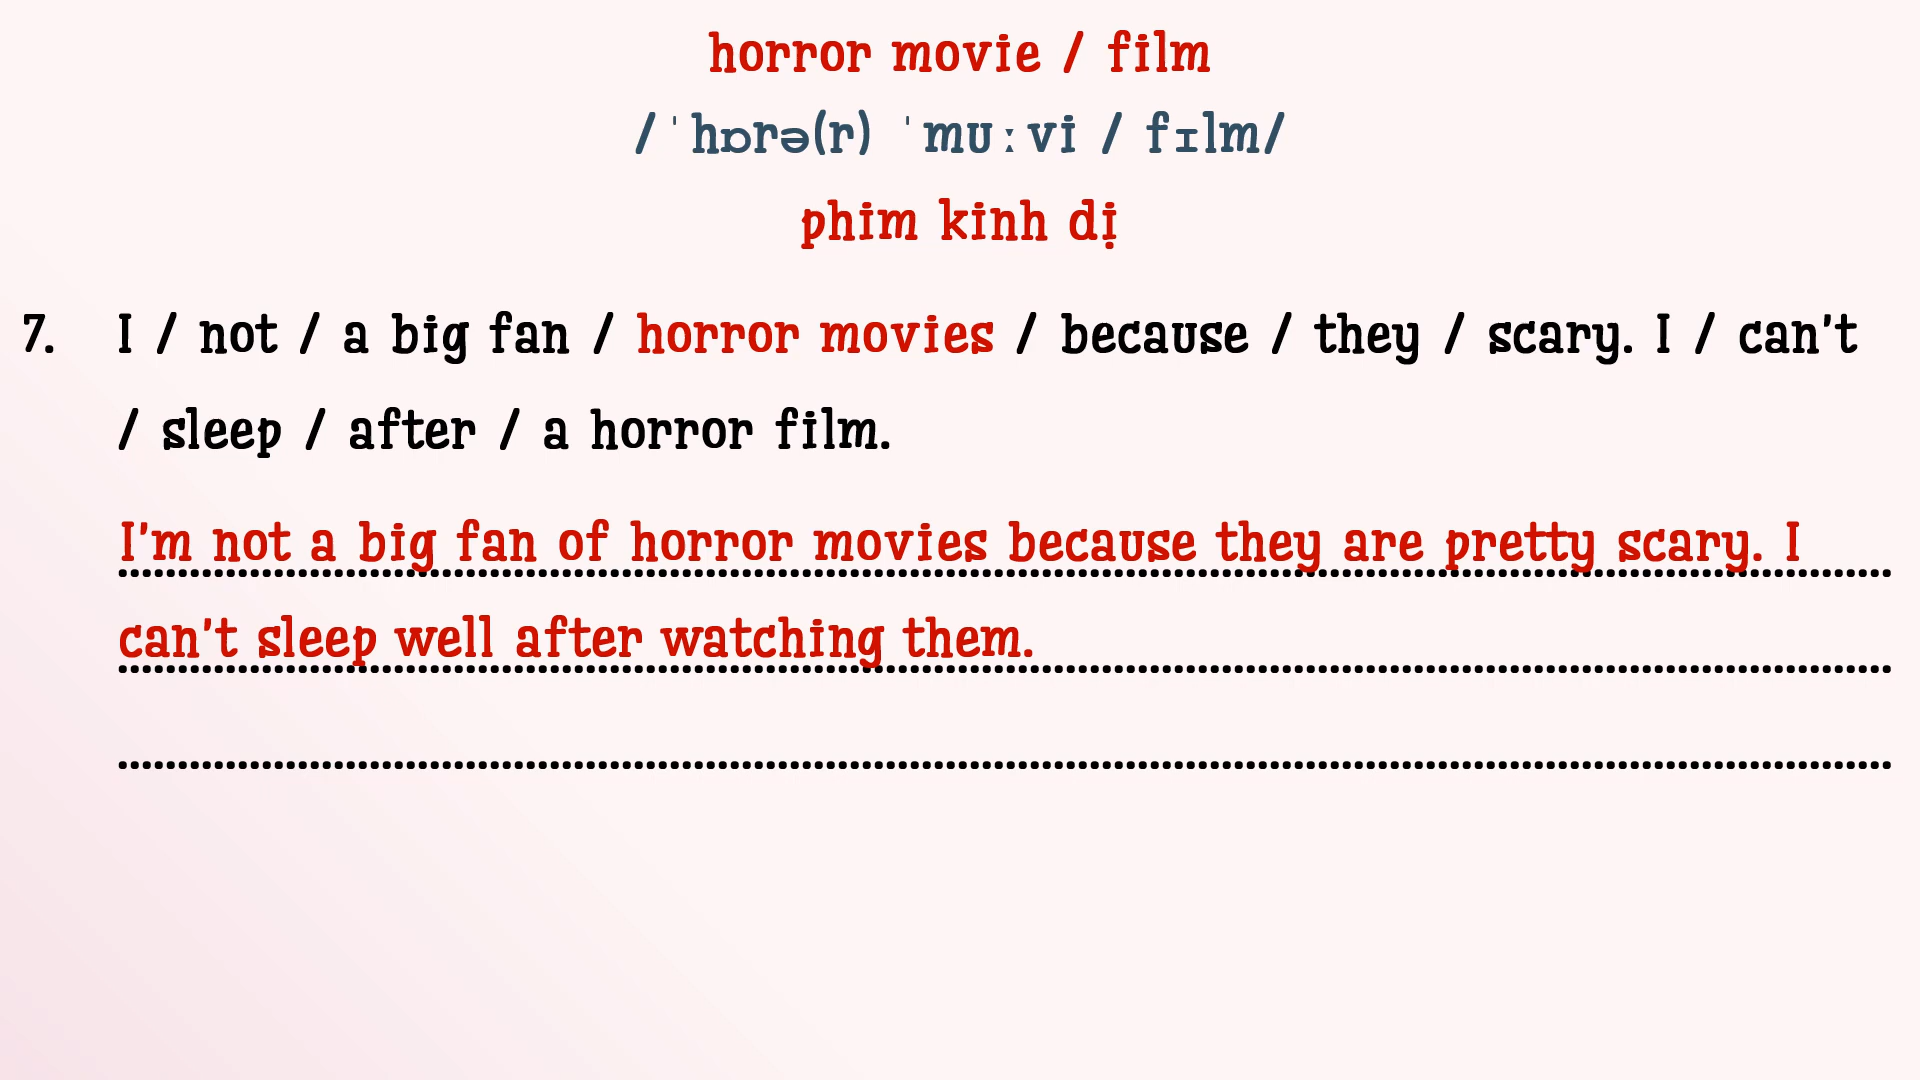 horror movie / film
/ˈhɒrə(r) ˈmuːvi / fɪlm/
phim kinh dị
7. I / not / a big fan / horror movies / because / they / scary. I / can't
/ sleep / after / a horror film.
I'm not a big fan of horror movies because they are pretty scary. I
can't sleep well after watching them.